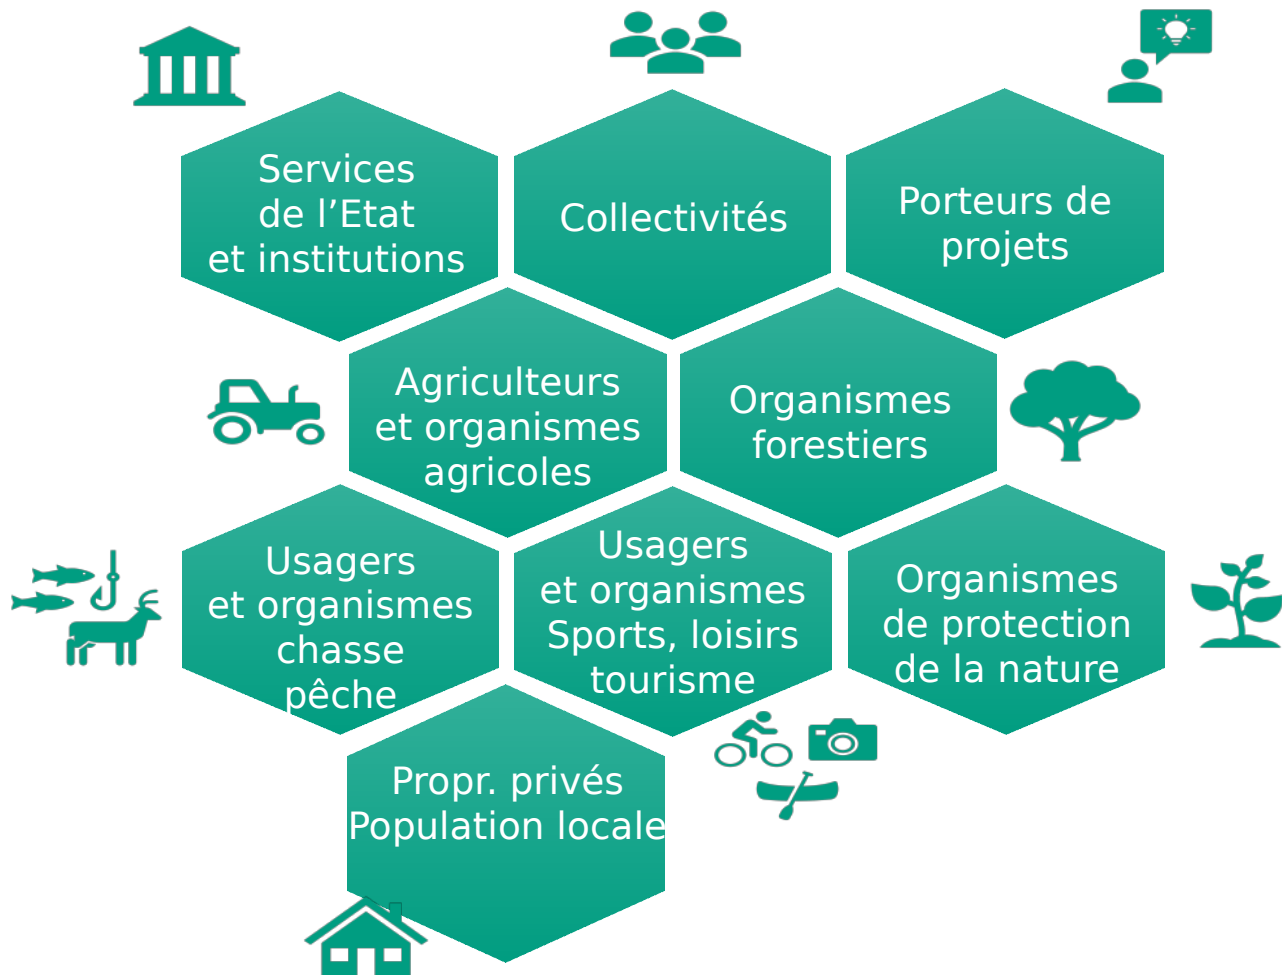 Services
de l’Etat
et institutions
Collectivités
Porteurs de
projets
Agriculteurs
et organismes
agricoles
Organismes
forestiers
Usagers
et organismes
chasse
pêche
Usagers
et organismes
Sports, loisirs
tourisme
Organismes
de protection
de la nature
Propr. privés
Population locale